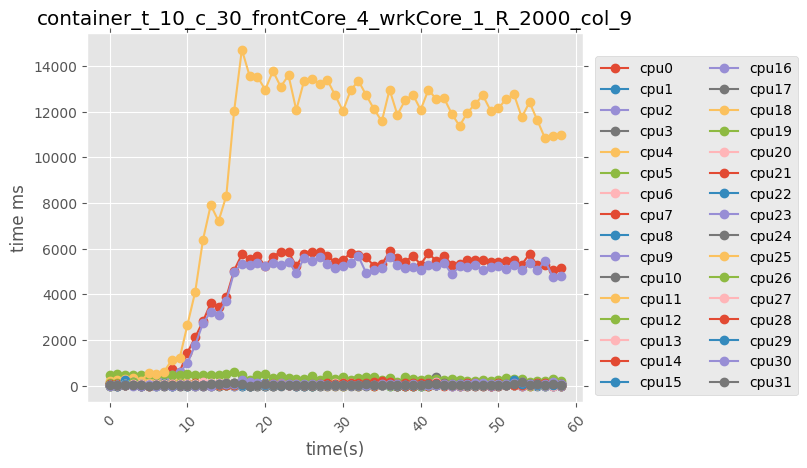 container_t_10_c_30_frontCore_4_wrkCore_1_R_2000_col_9
time ms
14000
12000
10000
8000
6000
4000
2000
0
0
10
20
30
40
50
60
time(s)
cpu0
cpu1
cpu2
cpu3
cpu4
cpu5
cpu6
cpu7
cpu8
cpu9
cpu10
cpu11
cpu12
cpu13
cpu14
cpu15
cpu16
cpu17
cpu18
cpu19
cpu20
cpu21
cpu22
cpu23
cpu24
cpu25
cpu26
cpu27
cpu28
cpu29
cpu30
cpu31